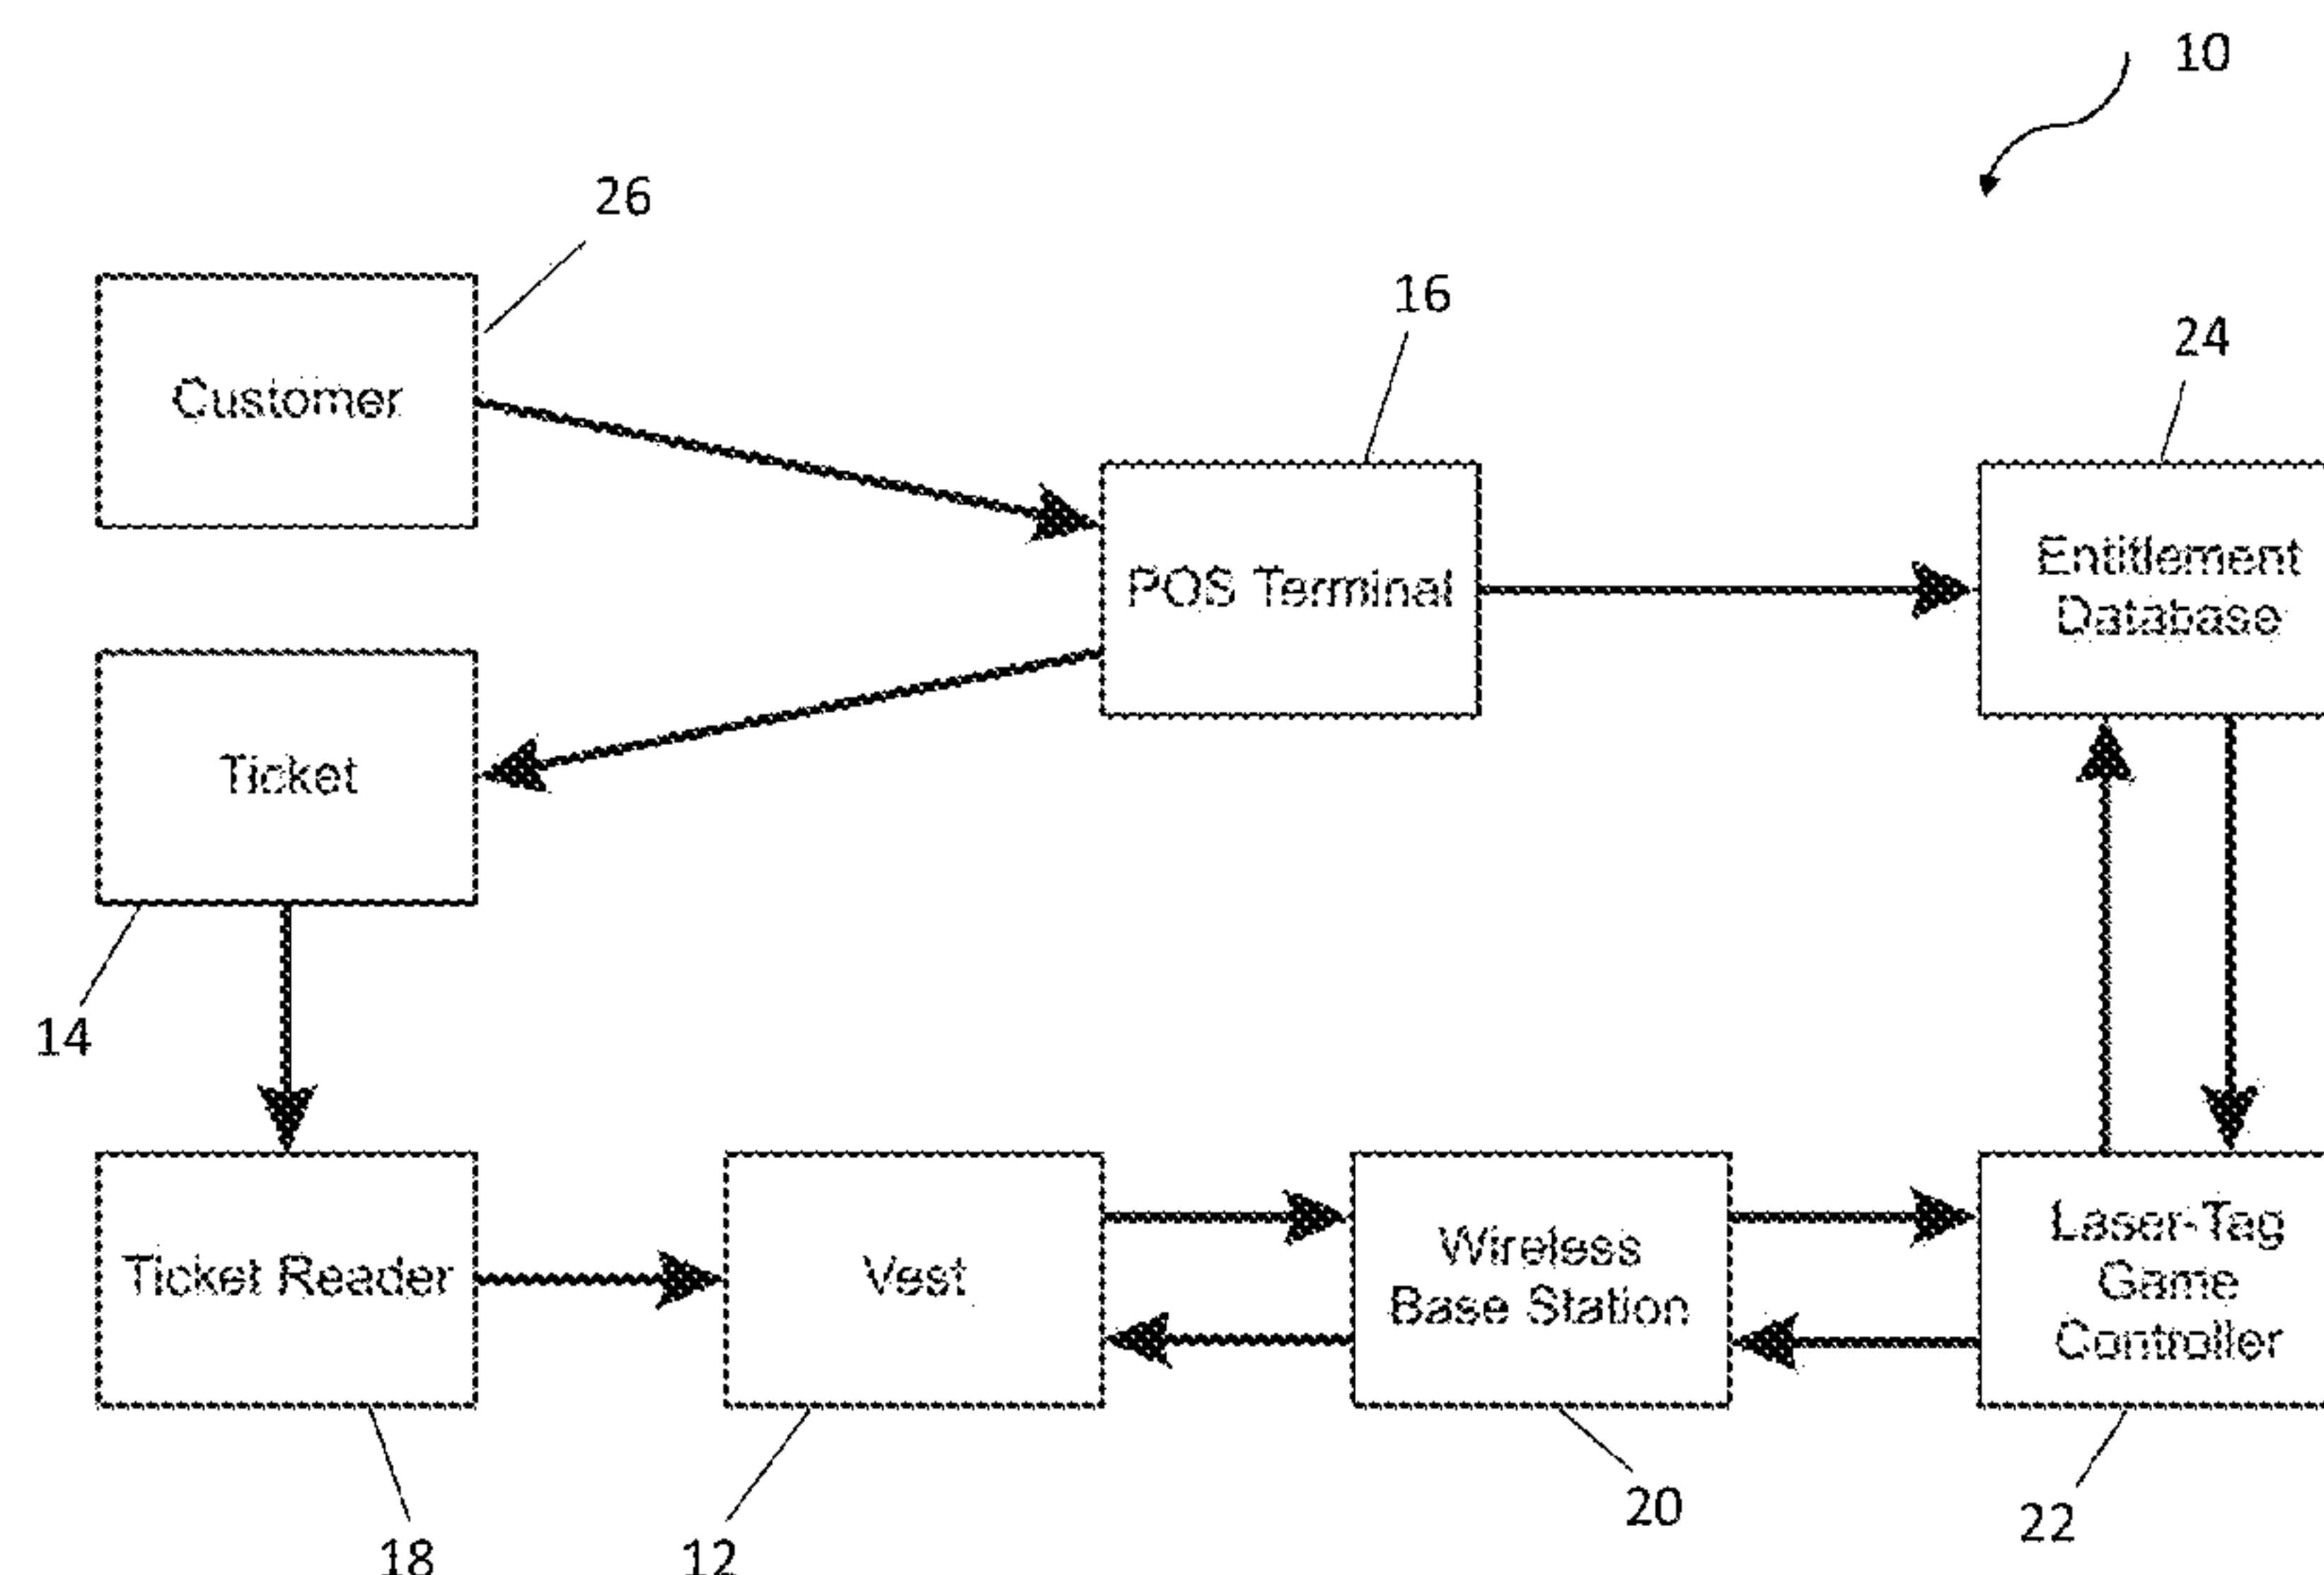 10
26
16
24
Customer
POS Terminal
Entitlement
Database
Ticket
14
Ticket Reader
Vest
Wireless
Base Station
Laser-Tag
Game
Controller
18
12
20
22